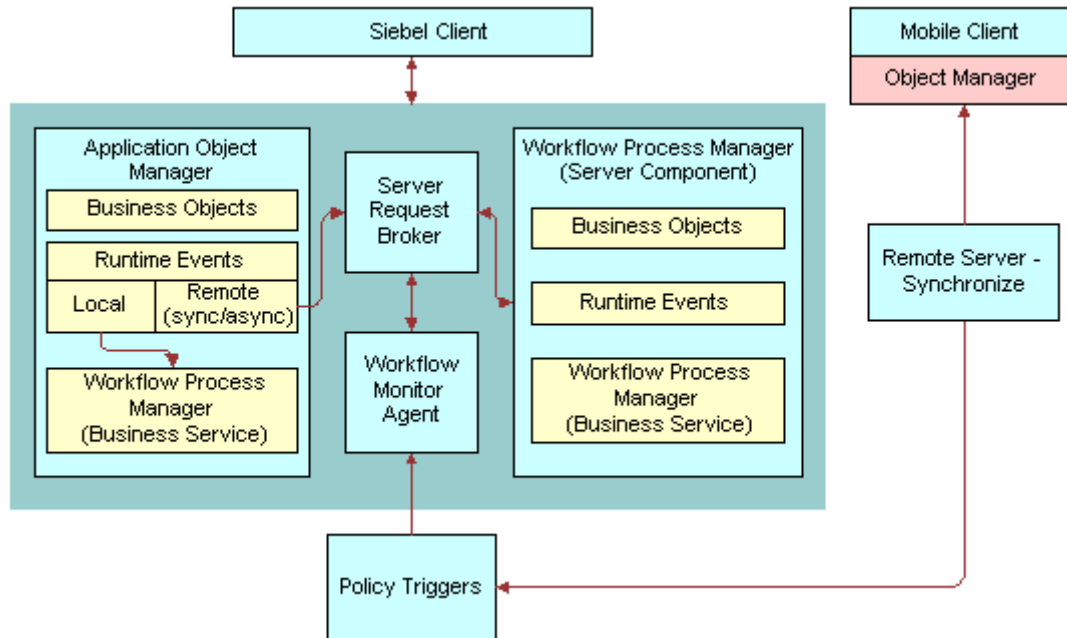 Siebel Client
Mobile Client
Object Manager
Application Object
Manager
Business Objects
Runtime Events
Local
Remote
(sync/async)
Workflow Process
Manager
(Business Service)
Server
Request
Broker
Workflow
Monitor
Agent
Workflow Process Manager
(Server Component)
Business Objects
Runtime Events
Workflow Process
Manager
(Business Service)
Remote Server -
Synchronize
Policy Triggers